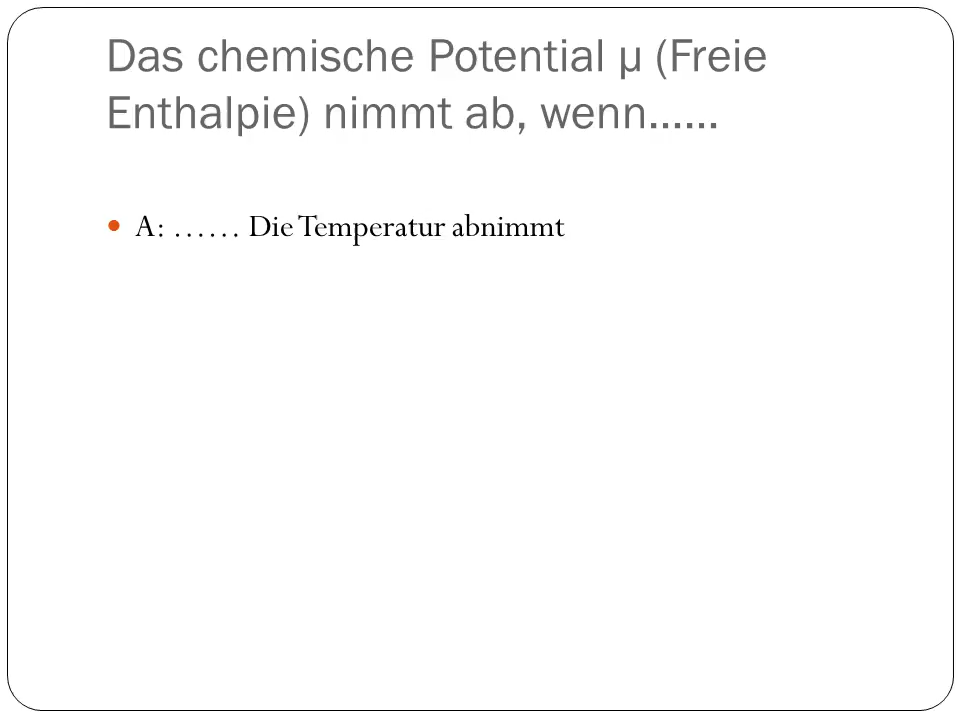 Das chemische Potential µ (Freie
Enthalpie) nimmt ab, wenn......
A: …… Die Temperatur abnimmt